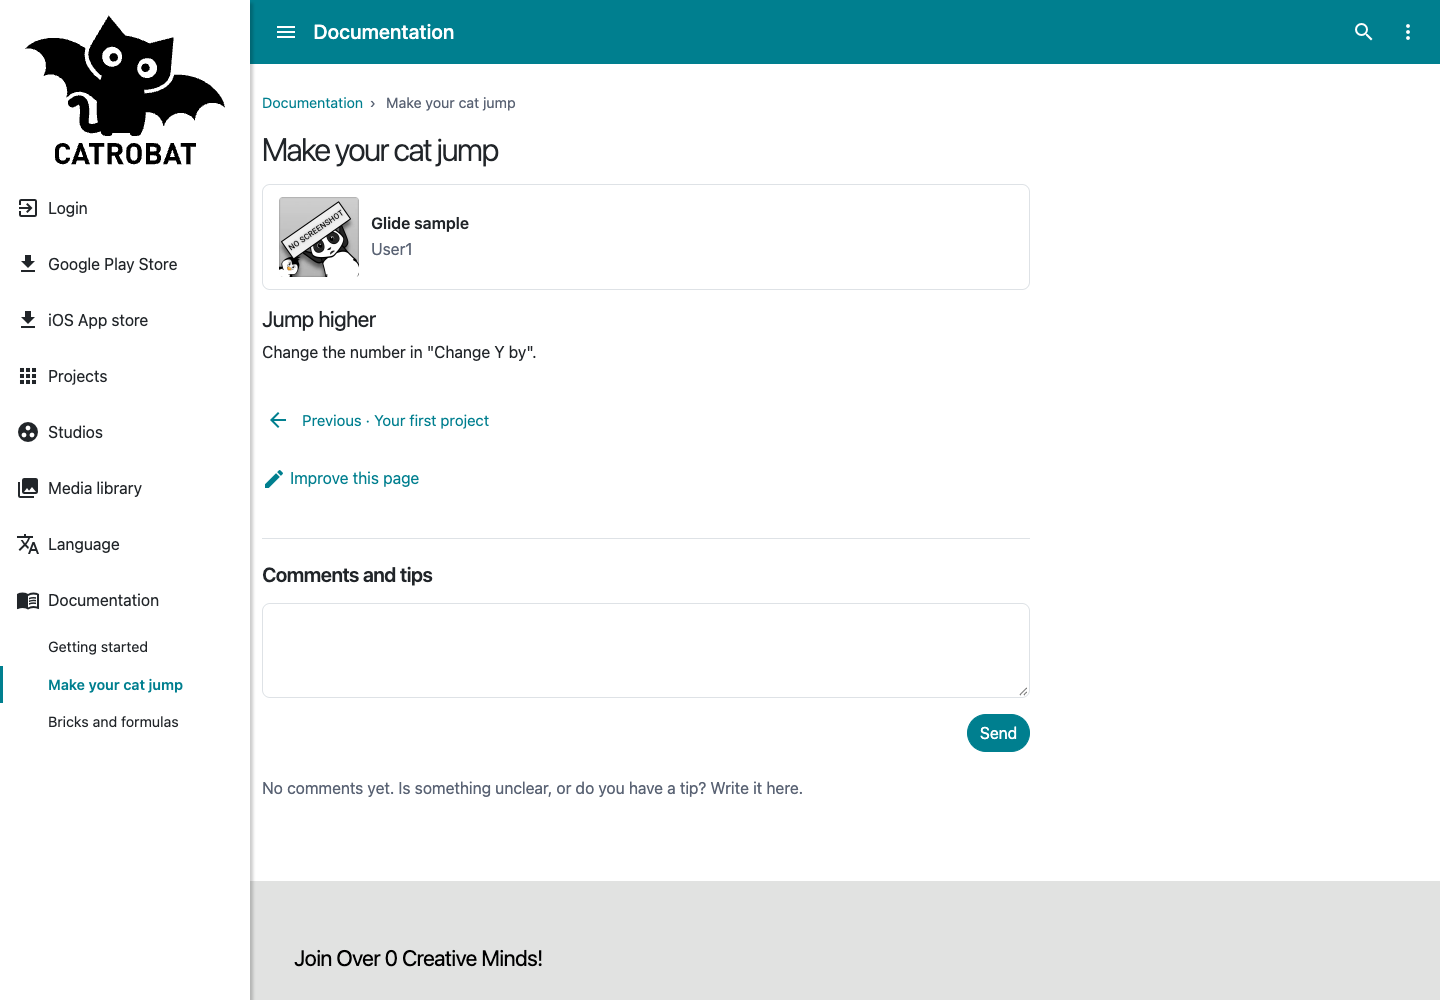 CATROBAT
Login
Google Play Store
iOS App store
Projects
Studios
Media library
Language
Documentation
Getting started
Make your cat jump
Bricks and formulas
Documentation
Documentation › Make your cat jump
Make your cat jump
NO SCREENSHOT
Glide sample
User1
Jump higher
Change the number in "Change Y by".
Previous · Your first project
Improve this page
Comments and tips
Send
No comments yet. Is something unclear, or do you have a tip? Write it here.
Join Over 0 Creative Minds!